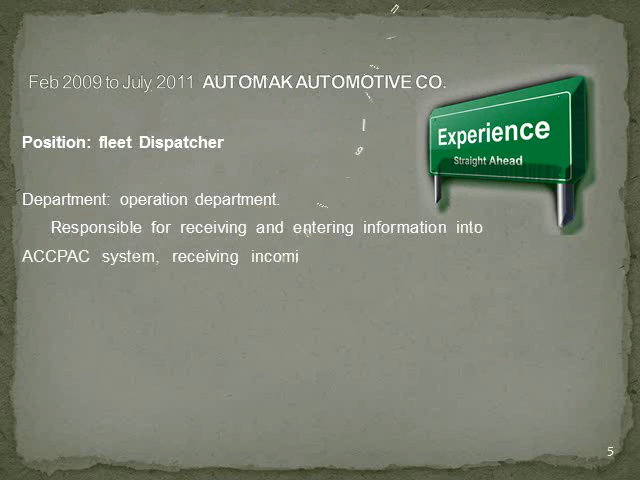 Feb 2009 to July 2011 AUTOMAK AUTOMOTIVE CO.
Experience
Straight Ahead
Position: fleet Dispatcher
Department: operation department.
Responsible for receiving and entering information into
ACCPAC system, receiving incomi
5